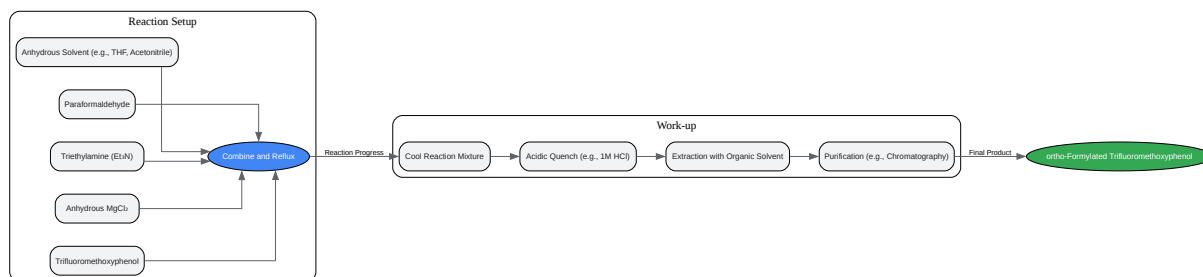 Reaction Setup
Anhydrous Solvent (e.g., THF, Acetonitrile)
Paraformaldehyde
Triethylamine (Et₃N)
Combine and Reflux
Anhydrous MgCl₂
Trifluoromethoxyphenol
Reaction Progress
Work-up
Cool Reaction Mixture
Acidic Quench (e.g., 1M HCl)
Extraction with Organic Solvent
Purification (e.g., Chromatography)
Final Product
ortho-Formylated Trifluoromethoxyphenol